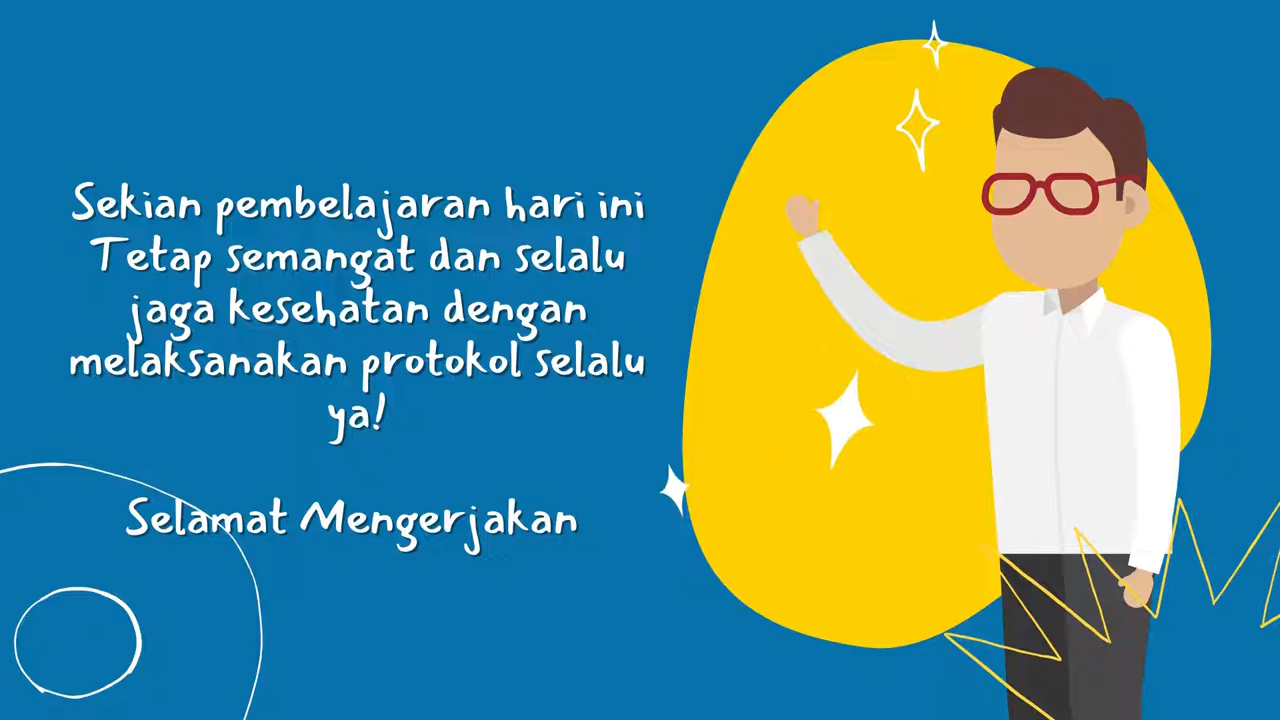 Sekian pembelajaran hari ini
Tetap semangat dan selalu
jaga kesehatan dengan
melaksanakan protokol selalu
ya!
Selamat Mengerjakan